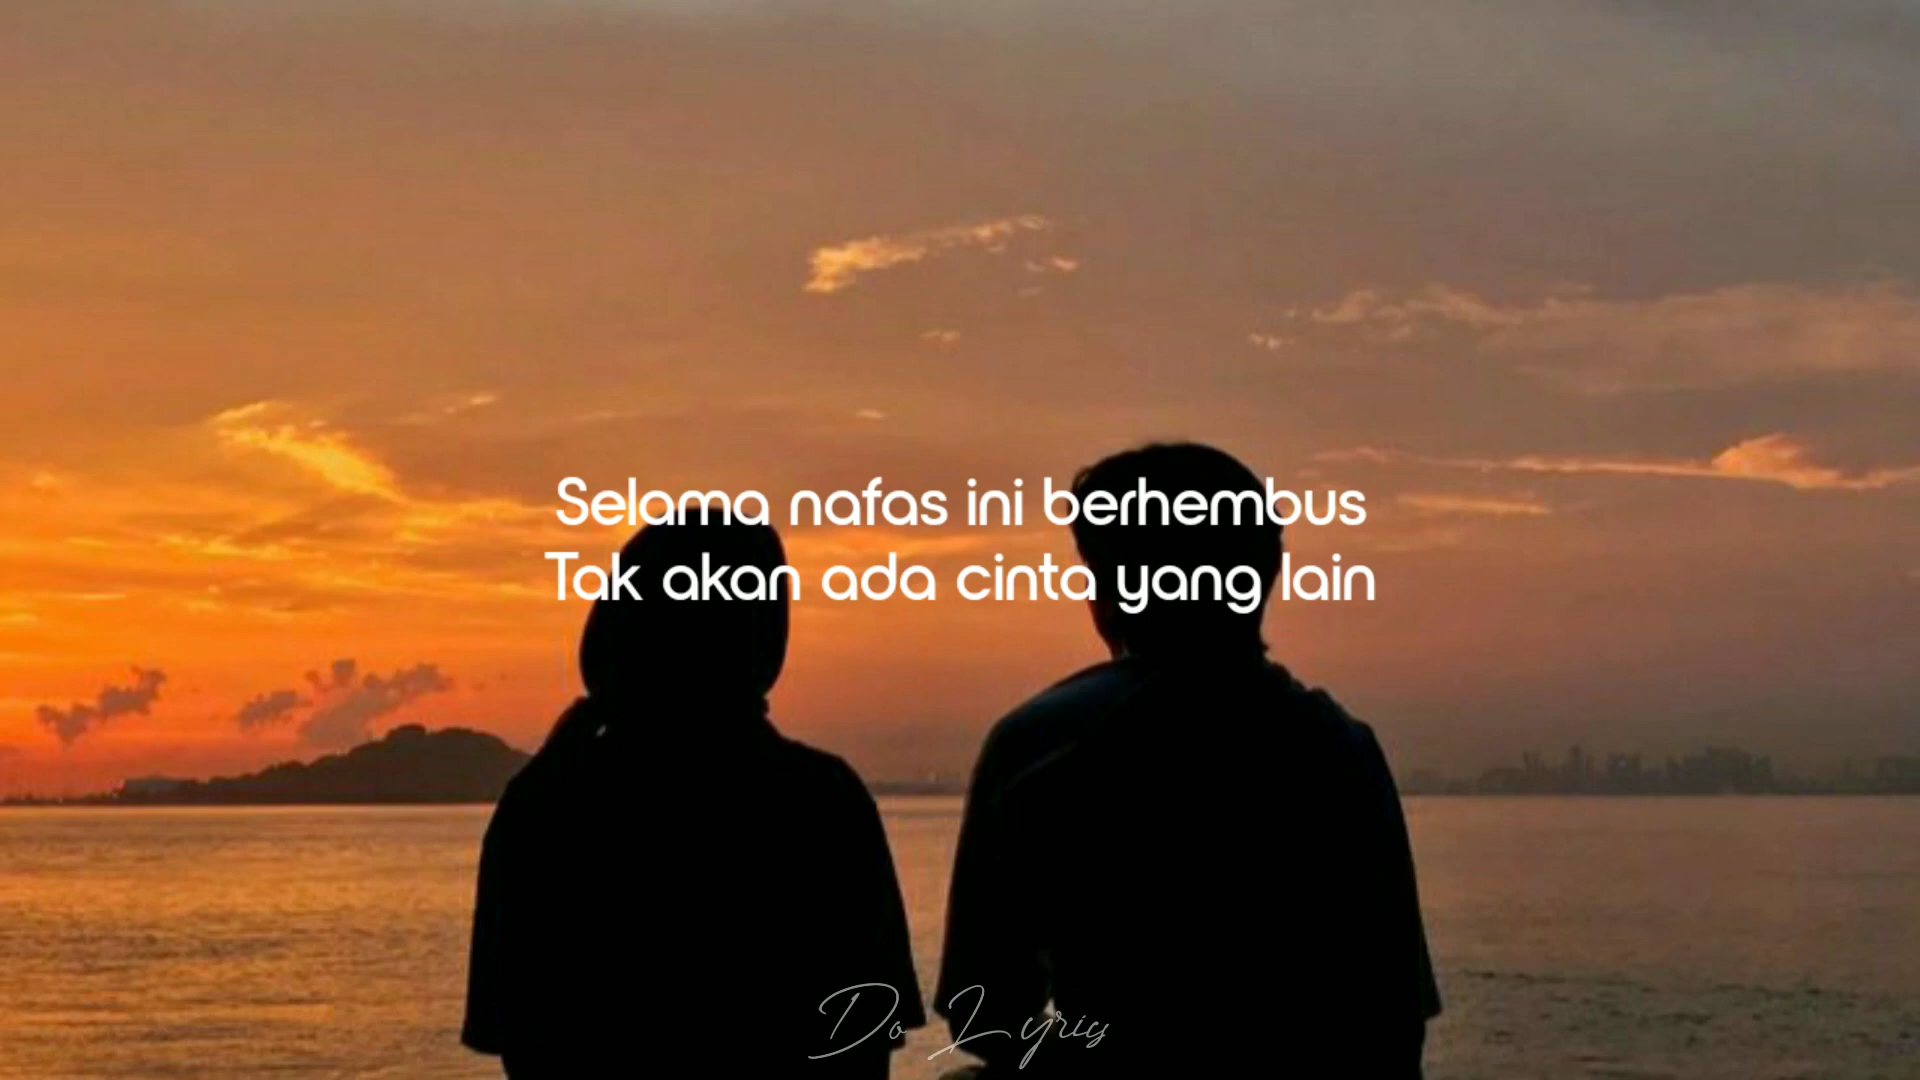 Selama nafas ini berhembus
Tak akan ada cinta yang lain
Do Lyrics